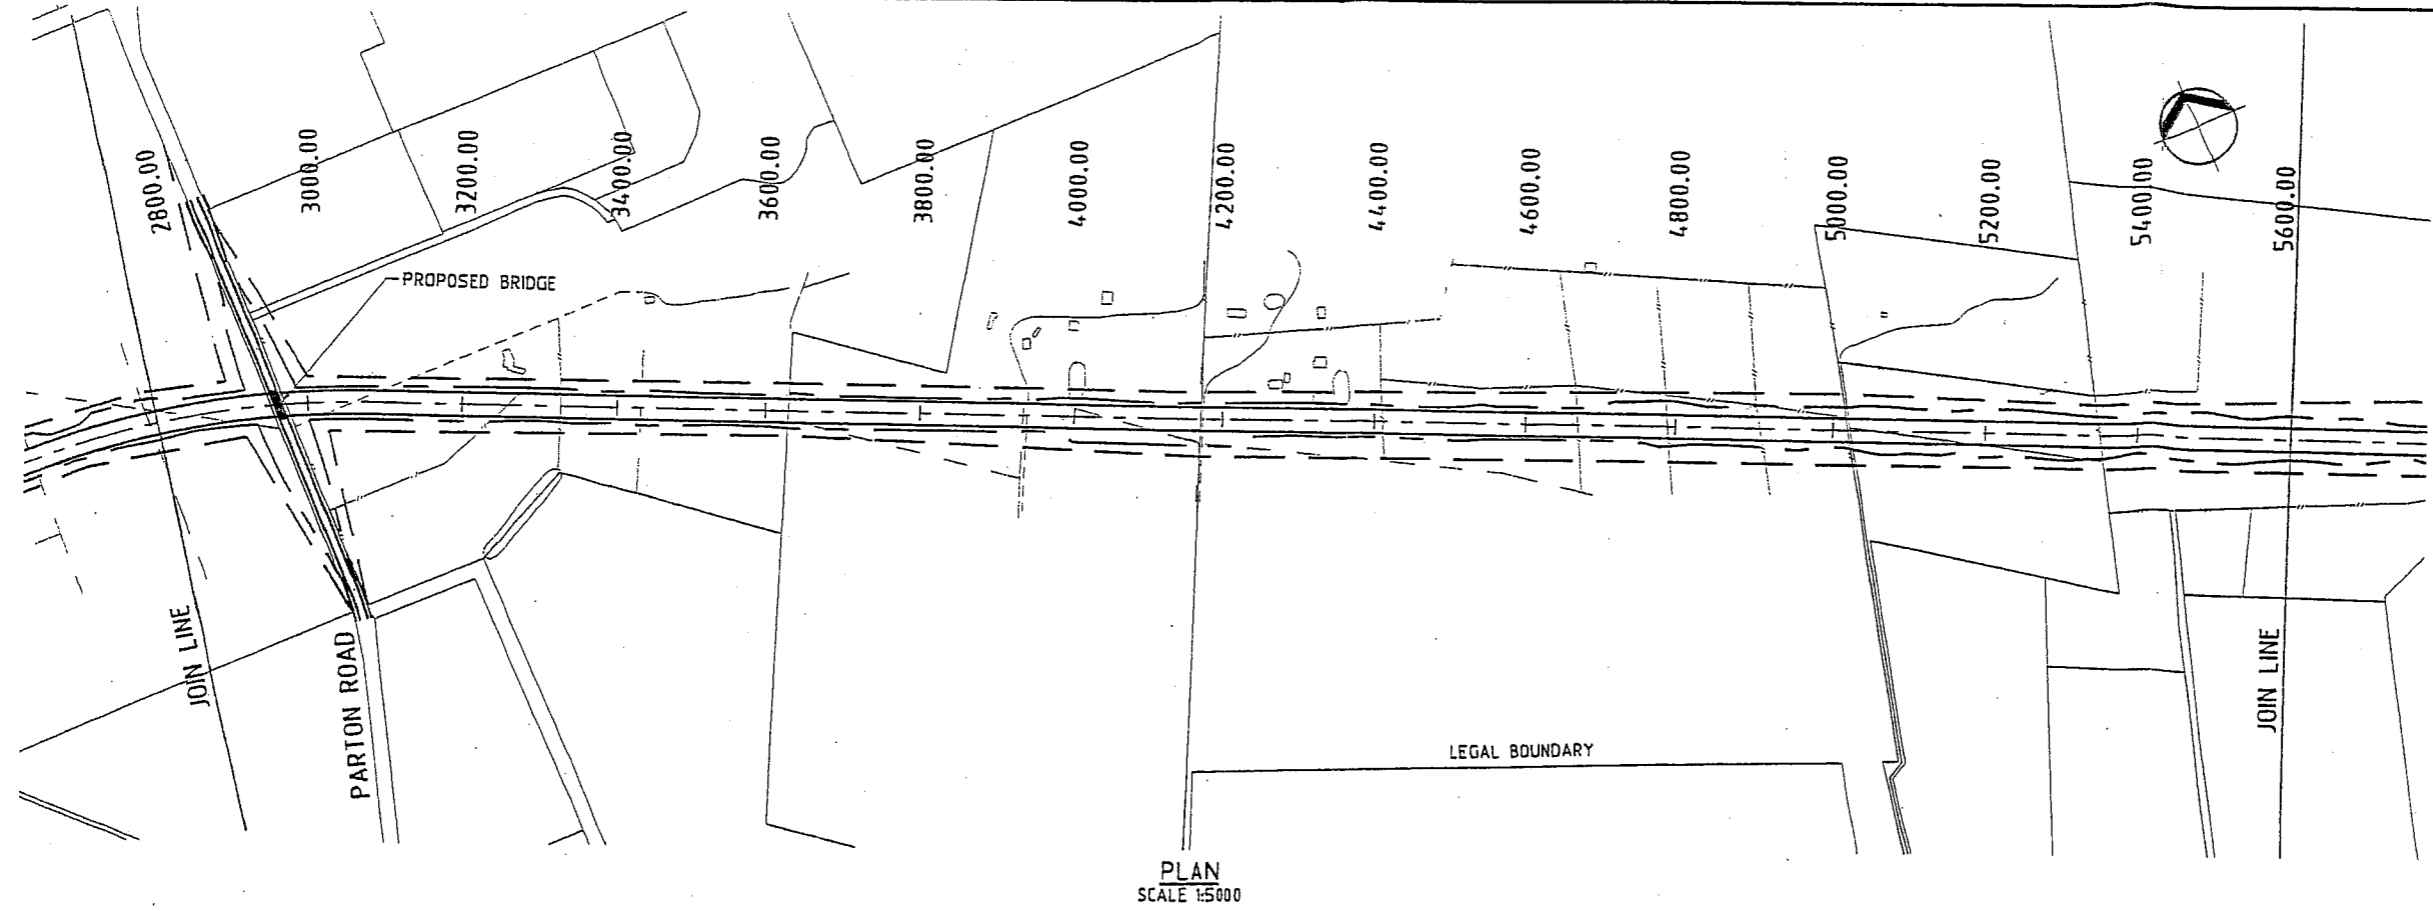 2800.00
3000.00
3200.00
3400.00
3600.00
3800.00
4000.00
4200.00
4400.00
4600.00
4800.00
5000.00
5200.00
5400.00
5600.00
PROPOSED BRIDGE
JOIN LINE
PARTON ROAD
JOIN LINE
LEGAL BOUNDARY
PLAN
SCALE 1:5000